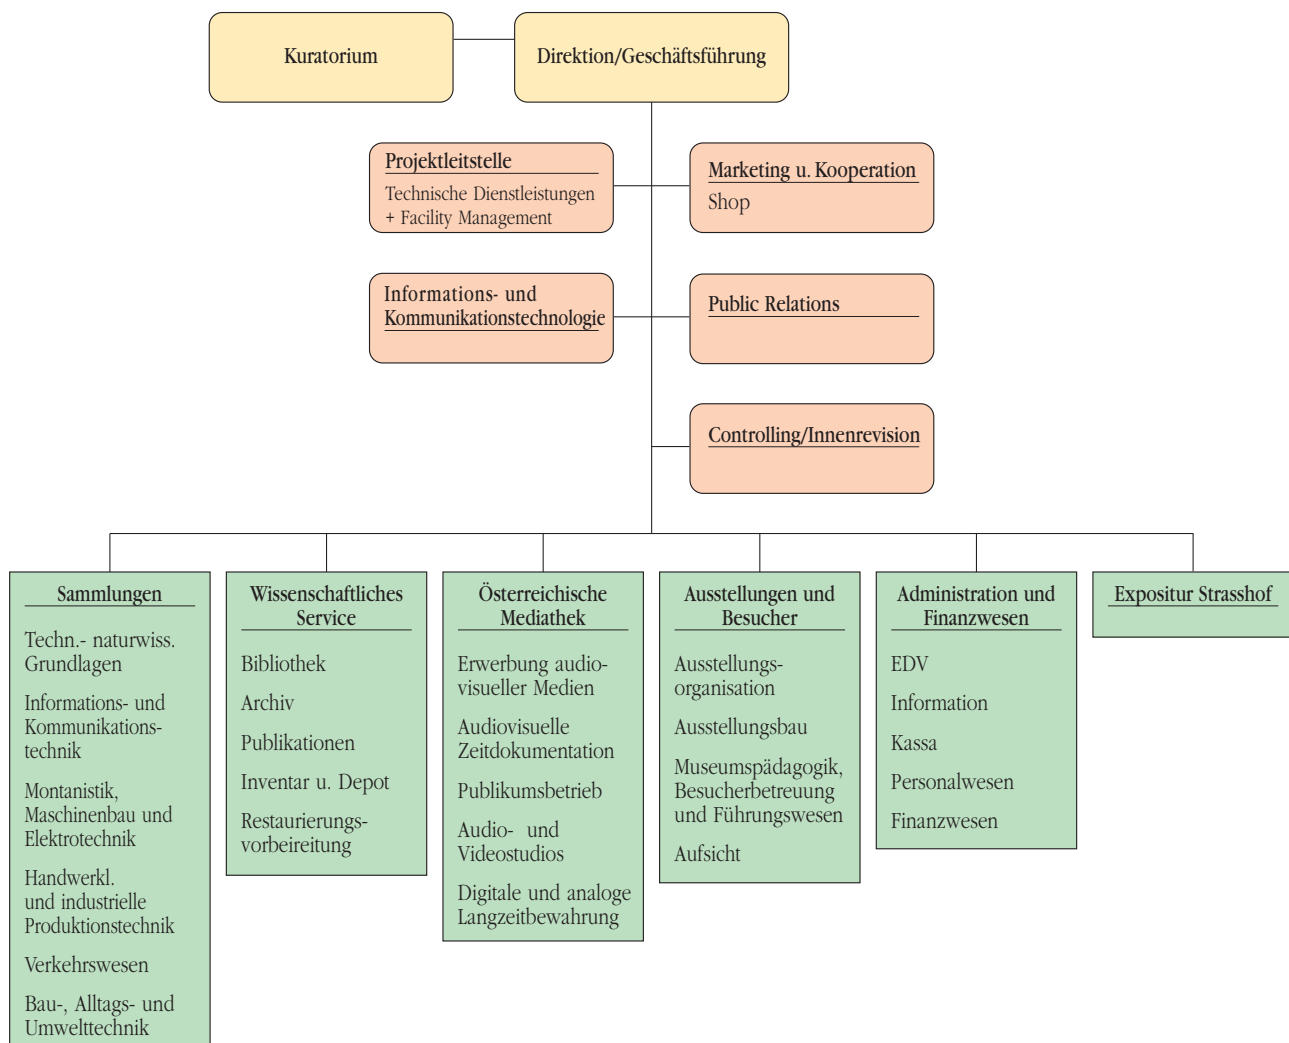 Kuratorium
Direktion/Geschäftsführung
Projektleitstelle
Technische Dienstleistungen
+ Facility Management
Marketing u. Kooperation
Shop
Informations- und
Kommunikationstechnologie
Public Relations
Controlling/Innenrevision
Sammlungen
Techn.- naturwiss.
Grundlagen
Informations- und
Kommunikations-
technik
Montanistik,
Maschinenbau und
Elektrotechnik
Handwerkl.
und industrielle
Produktionstechnik
Verkehrswesen
Bau-, Alltags- und
Umwelttechnik
Wissenschaftliches
Service
Bibliothek
Archiv
Publikationen
Inventar u. Depot
Restaurierungs-
vorbeireitung
Österreichische
Mediathek
Erwerbung audio-
visueller Medien
Audiovisuelle
Zeitdokumentation
Publikumsbetrieb
Audio- und
Videostudios
Digitale und analoge
Langzeitbewahrung
Ausstellungen und
Besucher
Ausstellungs-
organisation
Ausstellungsbau
Museumspädagogik,
Besucherbetreuung
und Führungswesen
Aufsicht
Administration und
Finanzwesen
EDV
Information
Kassa
Personalwesen
Finanzwesen
Expositur Strasshof